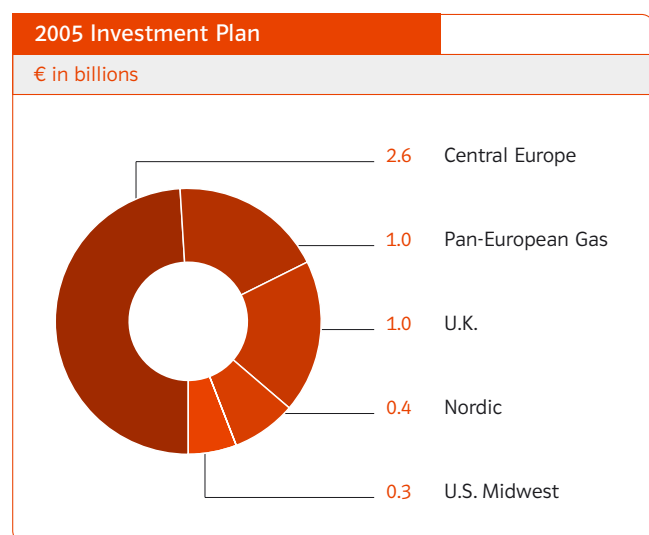 2005 Investment Plan
€ in billions
2.6 Central Europe
1.0 Pan-European Gas
1.0 U.K.
0.4 Nordic
0.3 U.S. Midwest